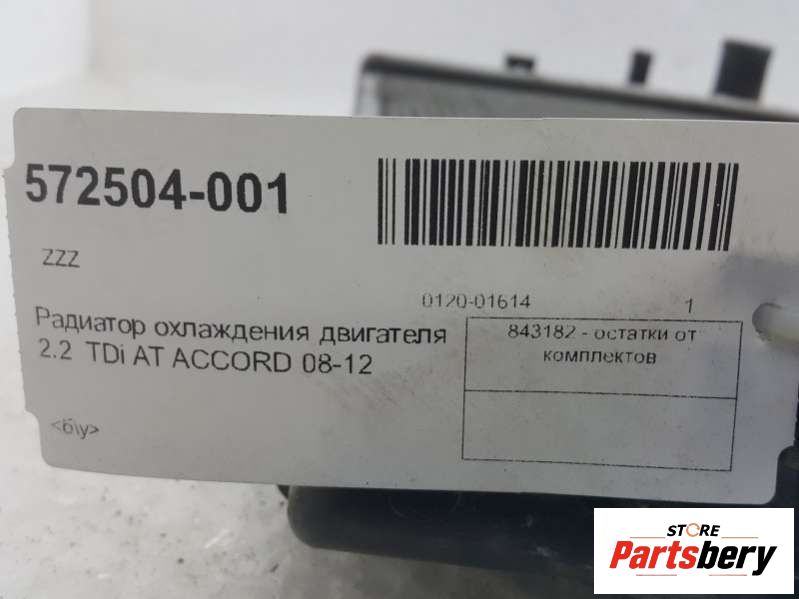 572504-001
ZZZ
0120-01614
1
Радиатор охлаждения двигателя
2.2 TDi AT ACCORD 08-12
843182 - остатки от
комплектов
<б\у>
STORE
Partsbery